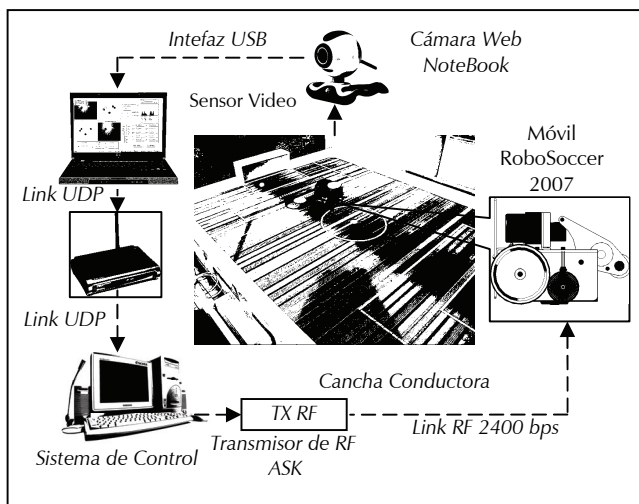 Intefaz USB
Cámara Web
NoteBook
Sensor Video
Móvil
RoboSoccer
2007
Link UDP
Link UDP
Cancha Conductora
TX RF
Sistema de Control
Transmisor de RF
ASK
Link RF 2400 bps